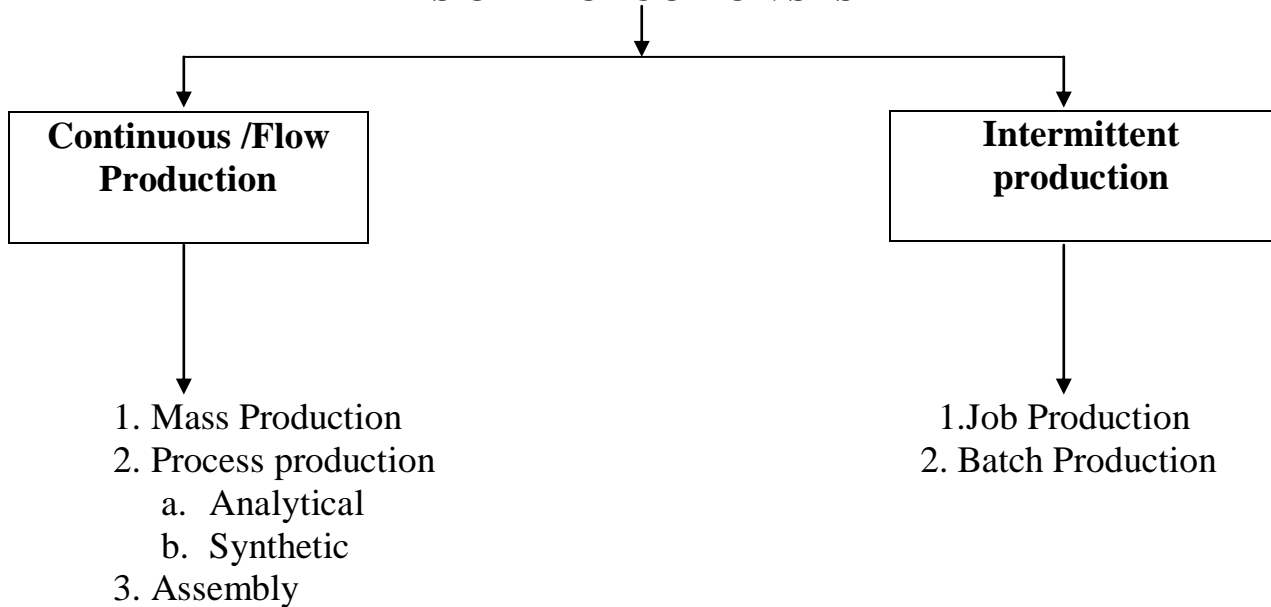 Continuous /Flow
Production
Intermittent
production
1. Mass Production
2. Process production
a. Analytical
b. Synthetic
3. Assembly
1.Job Production
2. Batch Production